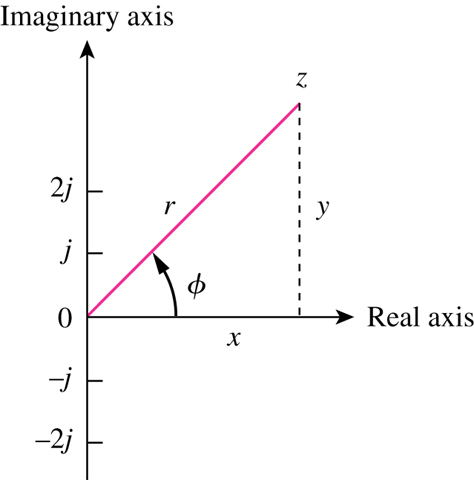 Imaginary axis
z
2j
r
y
j
ϕ
0
Real axis
x
–j
–2j